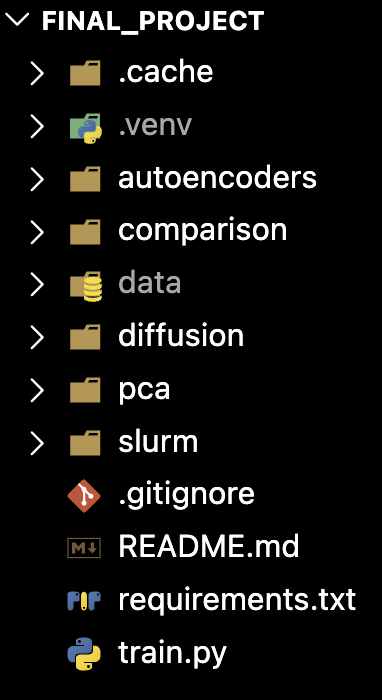 FINAL_PROJECT
.cache
.venv
autoencoders
comparison
data
diffusion
pca
slurm
.gitignore
README.md
requirements.txt
train.py